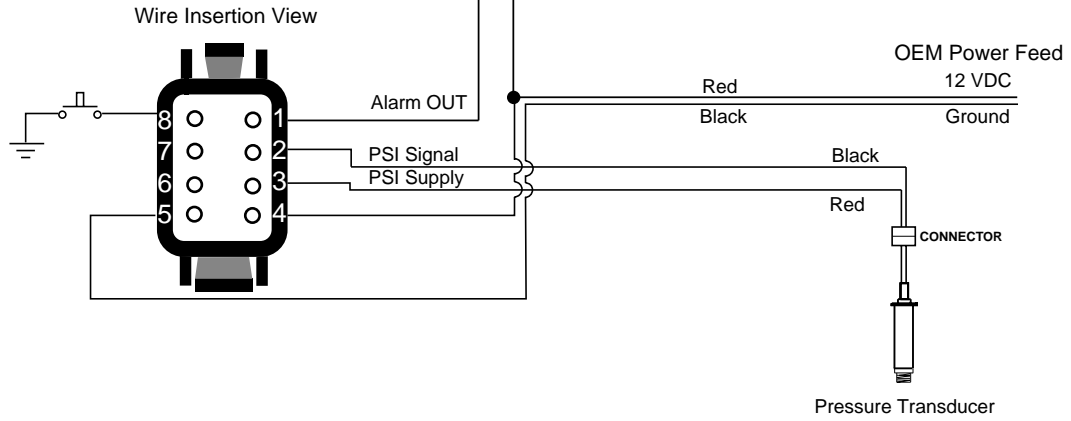 Wire Insertion View
OEM Power Feed
12 VDC
Red
Alarm OUT
Black
Ground
8
1
7
2
PSI Signal
Black
6
3
PSI Supply
Red
5
4
CONNECTOR
Pressure Transducer